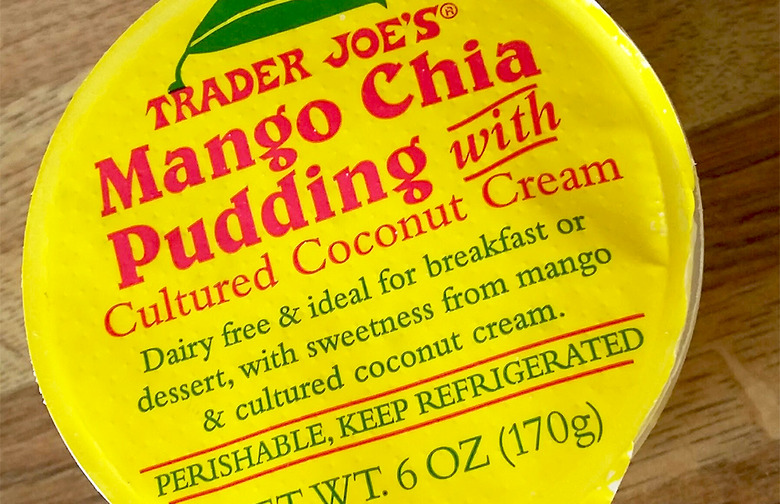 TRADER JOE'S®
Mango Chia
Pudding with
Cultured Coconut Cream
Dairy free & ideal for breakfast or
dessert, with sweetness from mango
& cultured coconut cream.
PERISHABLE, KEEP REFRIGERATED
WT. 6 OZ (170g)